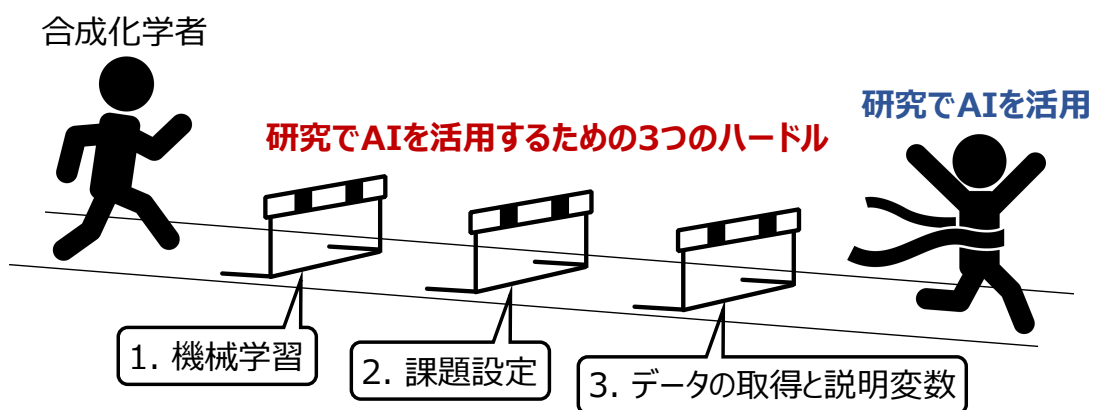 合成化学者
研究でAIを活用するための3つのハードル
研究でAIを活用
1. 機械学習
2. 課題設定
3. データの取得と説明変数